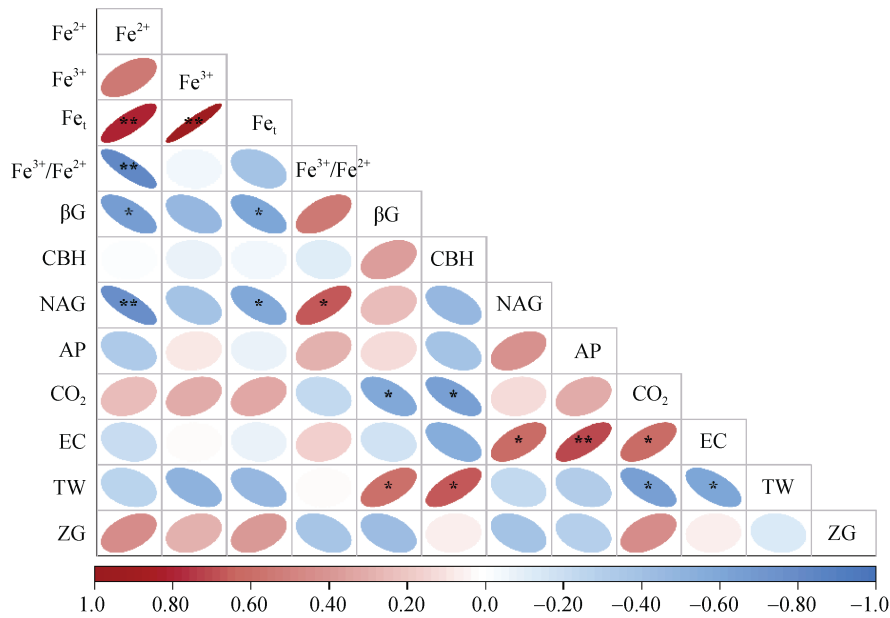 Fe²⁺ Fe²⁺
Fe³⁺ Fe³⁺
Feₜ ** ** Feₜ
Fe³⁺/Fe²⁺ ** Fe³⁺/Fe²⁺
βG * * βG
CBH CBH
NAG ** * * NAG
AP AP
CO₂ * * CO₂
EC * ** * EC
TW * * * * TW
ZG ZG
1.0 0.80 0.60 0.40 0.20 0.0 −0.20 −0.40 −0.60 −0.80 −1.0